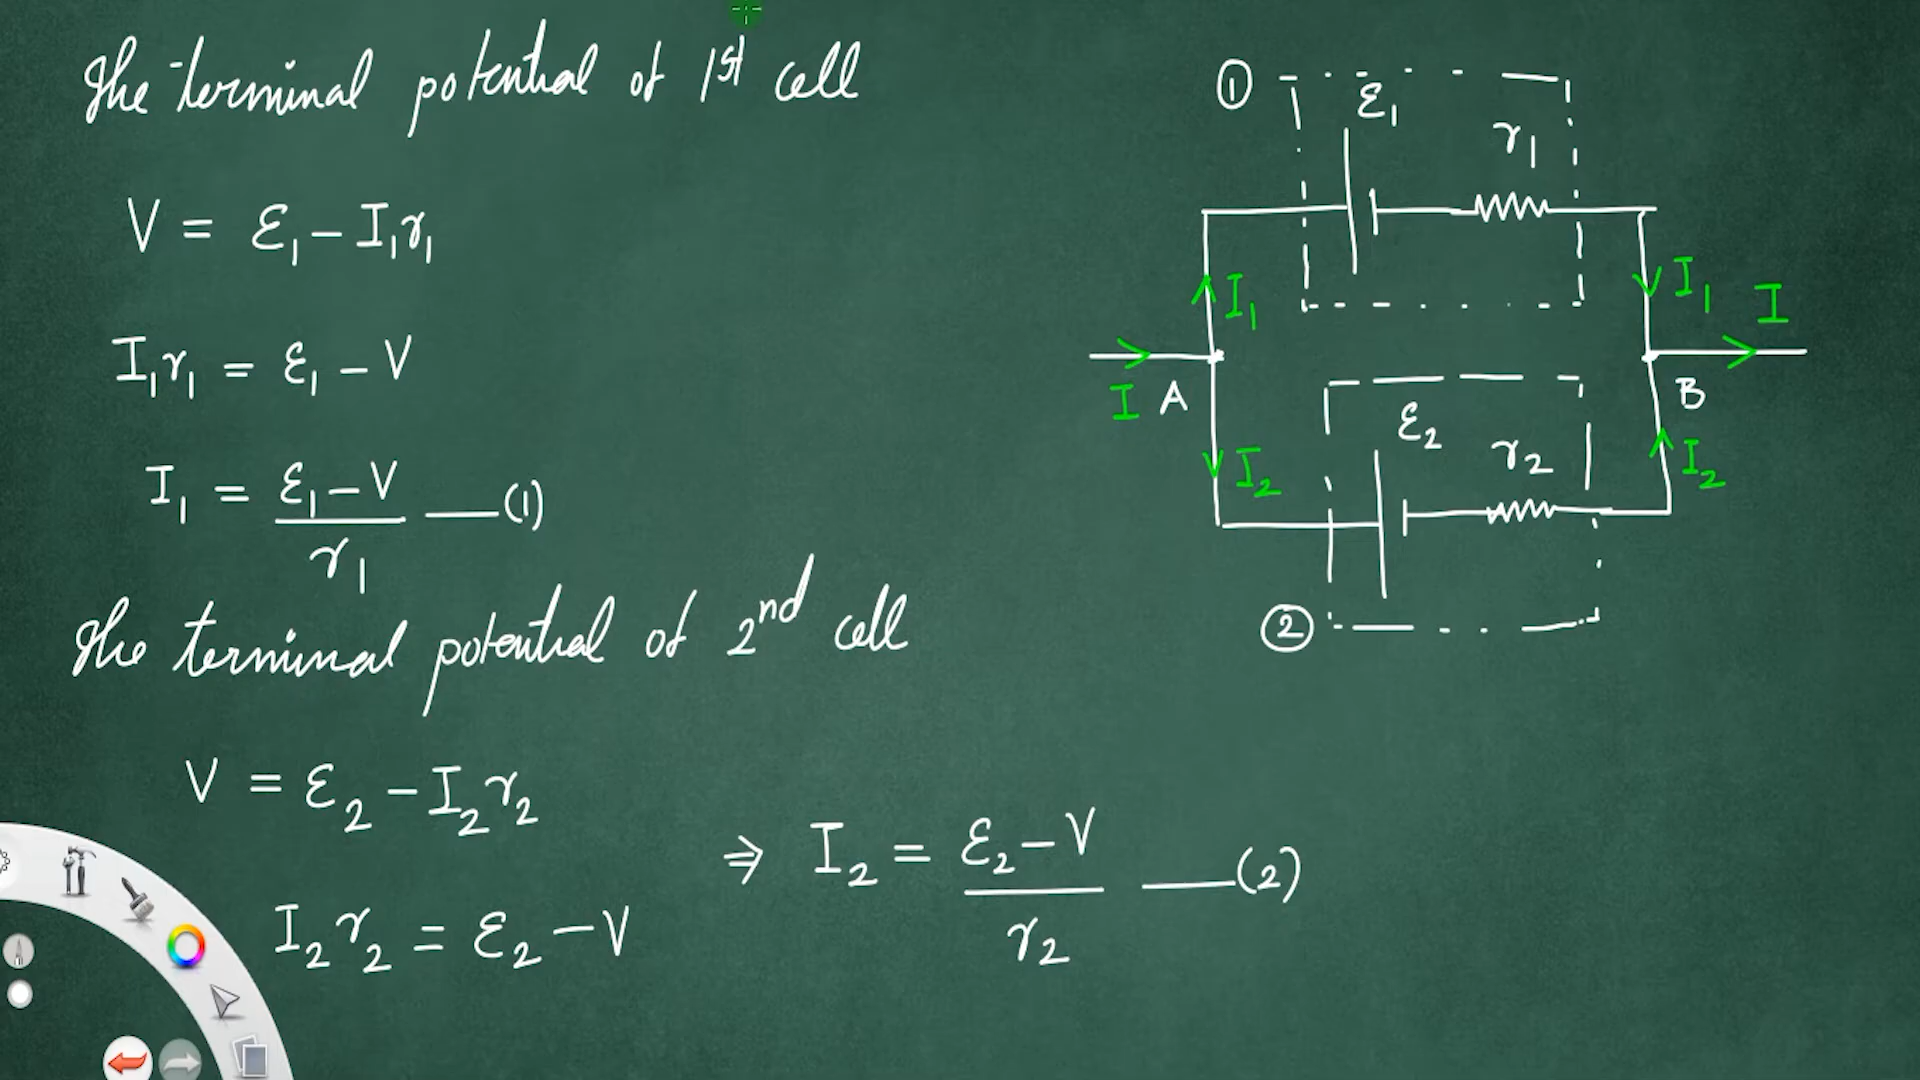 The terminal potential of 1st cell
V = ε₁ – I₁r₁
I₁r₁ = ε₁ – V
I₁ = ε₁ – V / r₁ —(1)
The terminal potential of 2nd cell
V = ε₂ – I₂r₂
I₂r₂ = ε₂ – V
⇒ I₂ = ε₂ – V / r₂ —(2)
① ε₁
r₁
I₁ I₁ I
I A B
ε₂
r₂
I₂ I₂
②